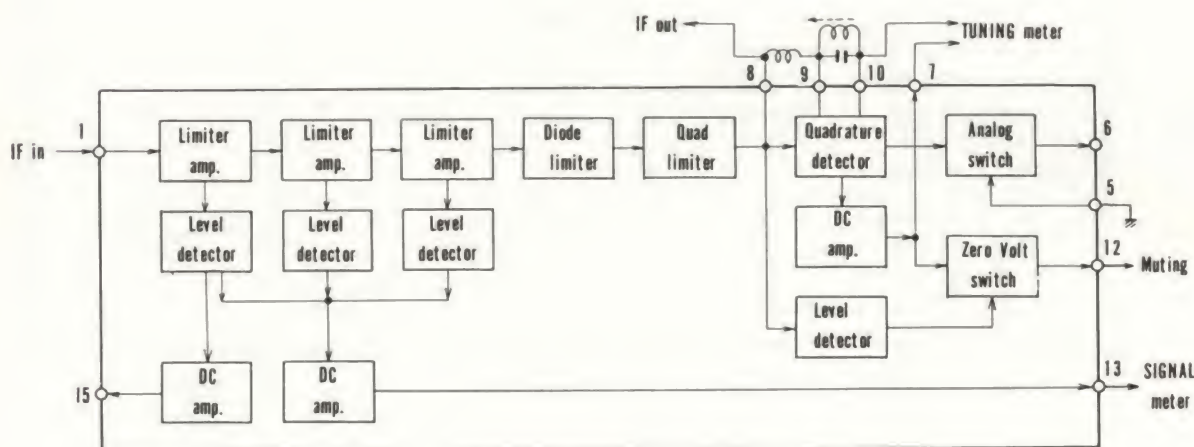 IF out
TUNING meter
8
9
10
7
1
IF in
Limiter
amp.
Limiter
amp.
Limiter
amp.
Diode
limiter
Quad
limiter
Quadrature
detector
Analog
switch
6
5
Level
detector
Level
detector
Level
detector
DC
amp.
Zero Volt
switch
12
Muting
Level
detector
15
DC
amp.
DC
amp.
13
SIGNAL
meter